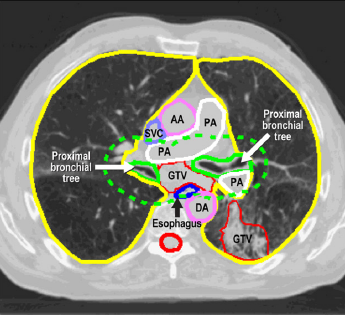 AA
PA
SVC
PA
Proximal
bronchial
tree
Proximal
bronchial
tree
GTV
PA
DA
Esophagus
GTV